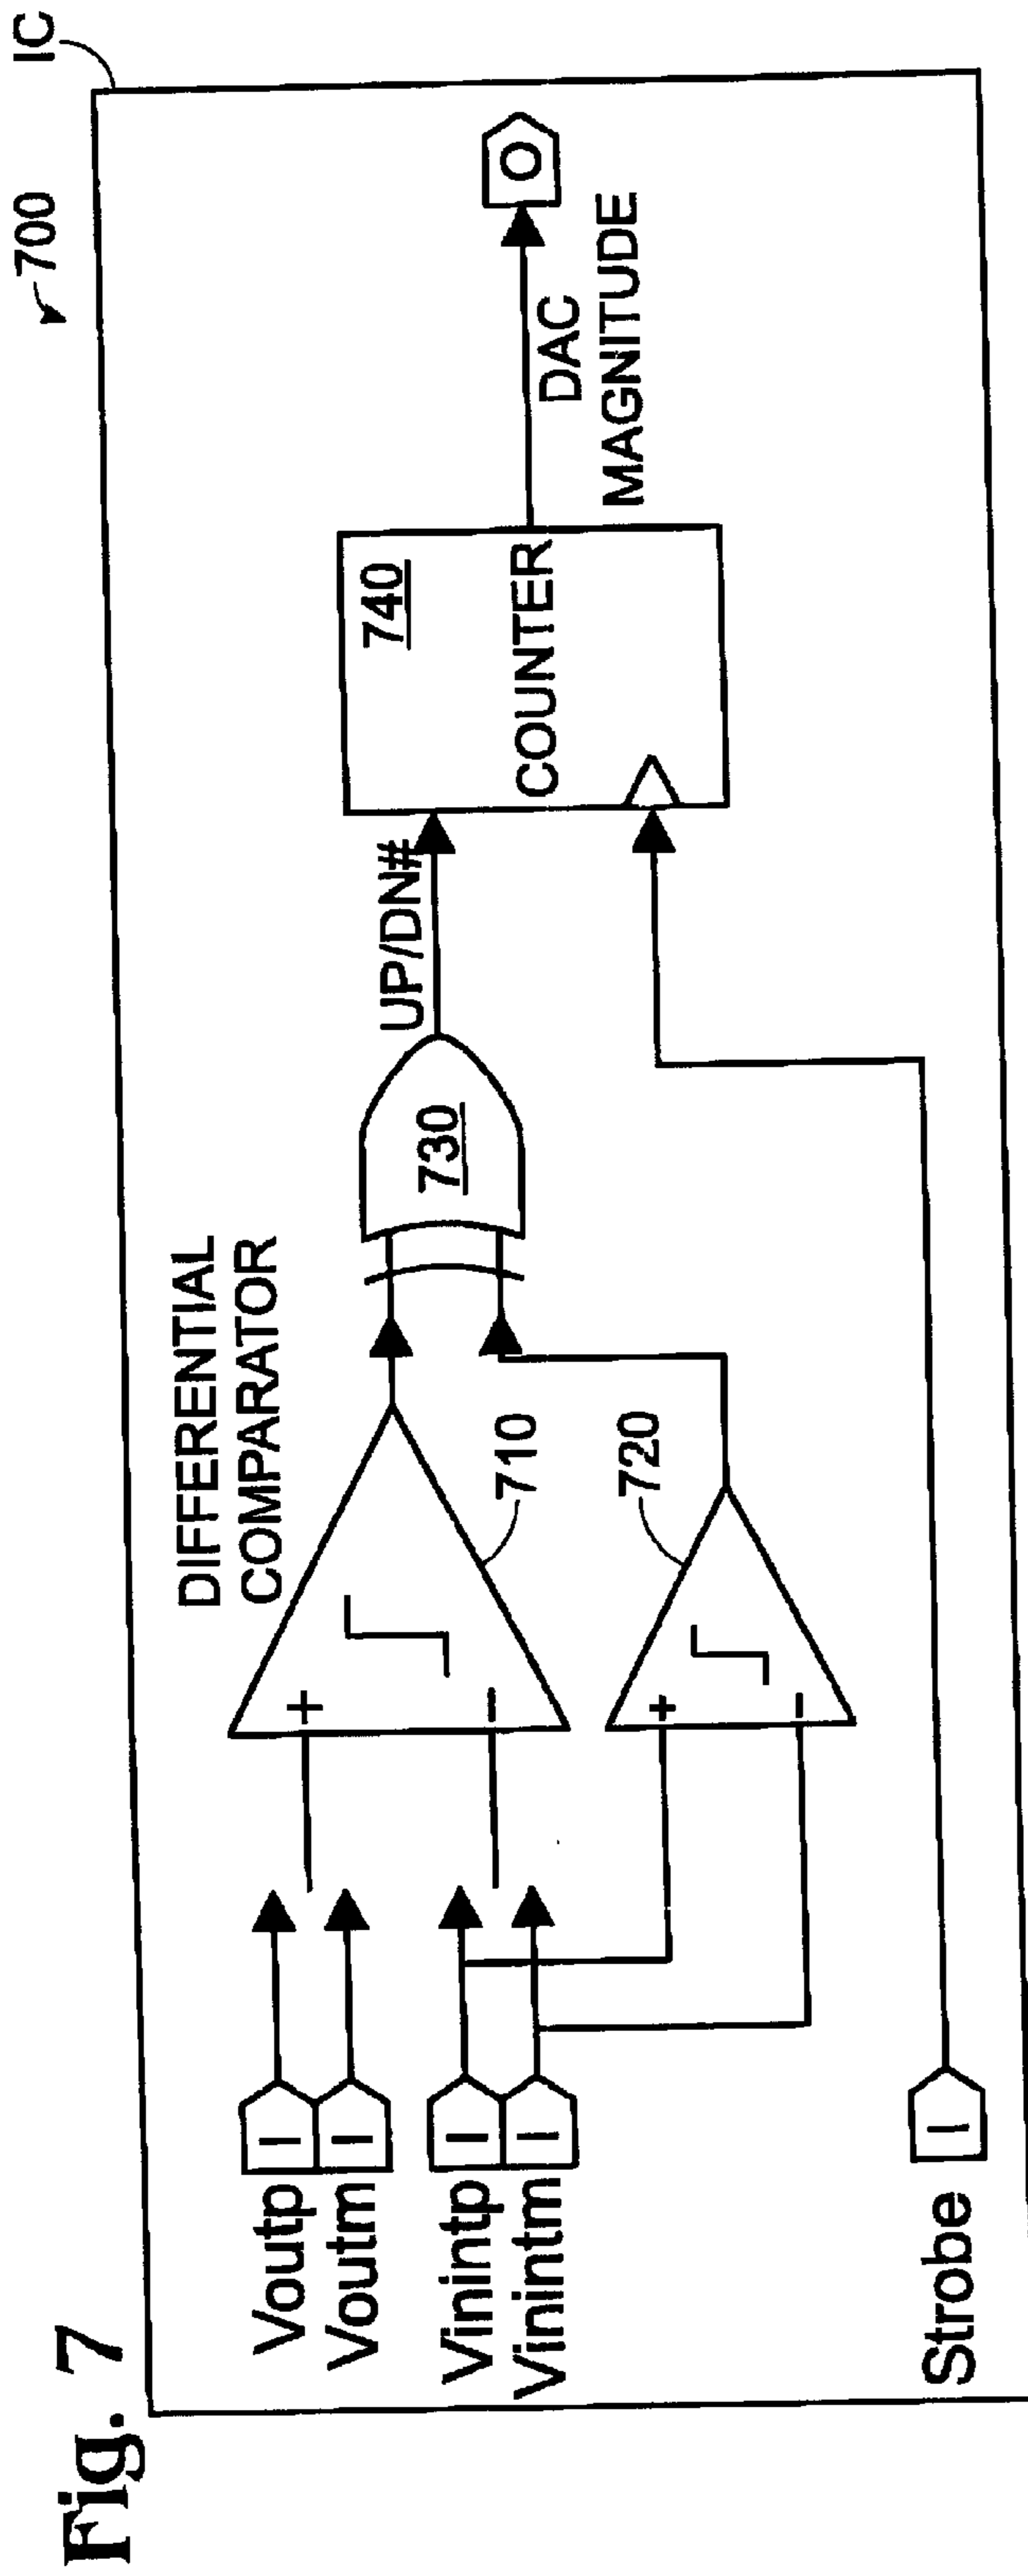 Fig. 7
700
IC
DIFFERENTIAL
COMPARATOR
Voutp
I
Voutm
I
+
−
710
Vinintp
I
Vinintm
I
+
−
720
730
UP/DN#
740
COUNTER
DAC
MAGNITUDE
O
Strobe
I